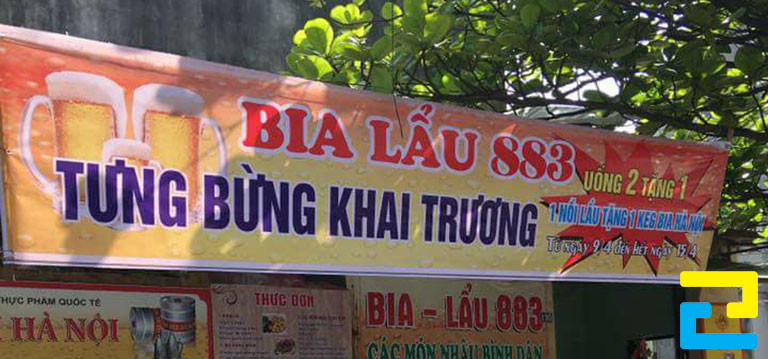 BIA LẨU 883
TƯNG BỪNG KHAI TRƯƠNG
UỐNG 2 TẶNG 1
1 NỒI LẨU TẶNG 1 KEG BIA HÀ NỘI
TỪ NGÀY 9/4 ĐẾN HẾT NGÀY 15/4
THỰC PHẨM QUỐC TẾ
HÀ NỘI
THỰC ĐƠN
BIA - LẨU 883
CÁC MÓN NHẬU BÌNH DÂN